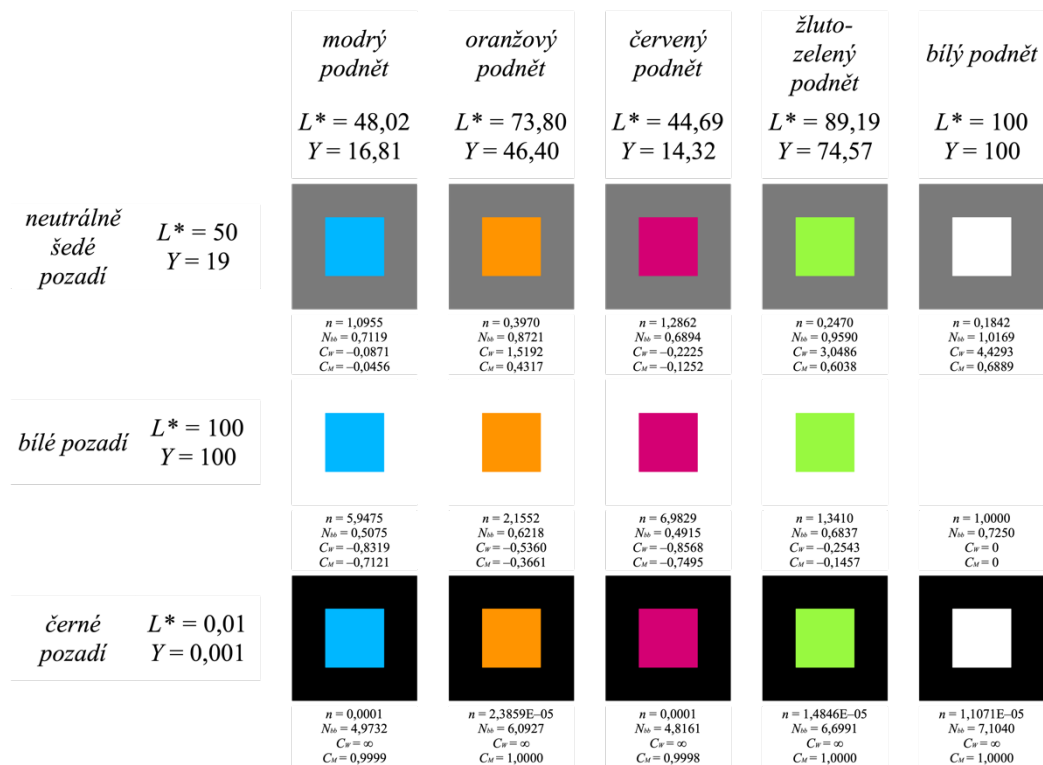 modrý
podnět
L* = 48,02
Y = 16,81
oranžový
podnět
L* = 73,80
Y = 46,40
červený
podnět
L* = 44,69
Y = 14,32
žluto-
zelený
podnět
L* = 89,19
Y = 74,57
bílý podnět
L* = 100
Y = 100
neutrálně
šedé
pozadí
L* = 50
Y = 19
n = 1,0955
Nbb = 0,7119
CW = –0,0871
CM = –0,0456
n = 0,3970
Nbb = 0,8721
CW = 1,5192
CM = 0,4317
n = 1,2862
Nbb = 0,6894
CW = –0,2225
CM = –0,1252
n = 0,2470
Nbb = 0,9590
CW = 3,0486
CM = 0,6038
n = 0,1842
Nbb = 1,0169
CW = 4,4293
CM = 0,6889
bílé pozadí
L* = 100
Y = 100
n = 5,9475
Nbb = 0,5075
CW = –0,8319
CM = –0,7121
n = 2,1552
Nbb = 0,6218
CW = –0,5360
CM = –0,3661
n = 6,9829
Nbb = 0,4915
CW = –0,8568
CM = –0,7495
n = 1,3410
Nbb = 0,6837
CW = –0,2543
CM = –0,1457
n = 1,0000
Nbb = 0,7250
CW = 0
CM = 0
černé
pozadí
L* = 0,01
Y = 0,001
n = 0,0001
Nbb = 4,9732
CW = ∞
CM = 0,9999
n = 2,3859E–05
Nbb = 6,0927
CW = ∞
CM = 1,0000
n = 0,0001
Nbb = 4,8161
CW = ∞
CM = 0,9998
n = 1,4846E–05
Nbb = 6,6991
CW = ∞
CM = 1,0000
n = 1,1071E–05
Nbb = 7,1040
CW = ∞
CM = 1,0000